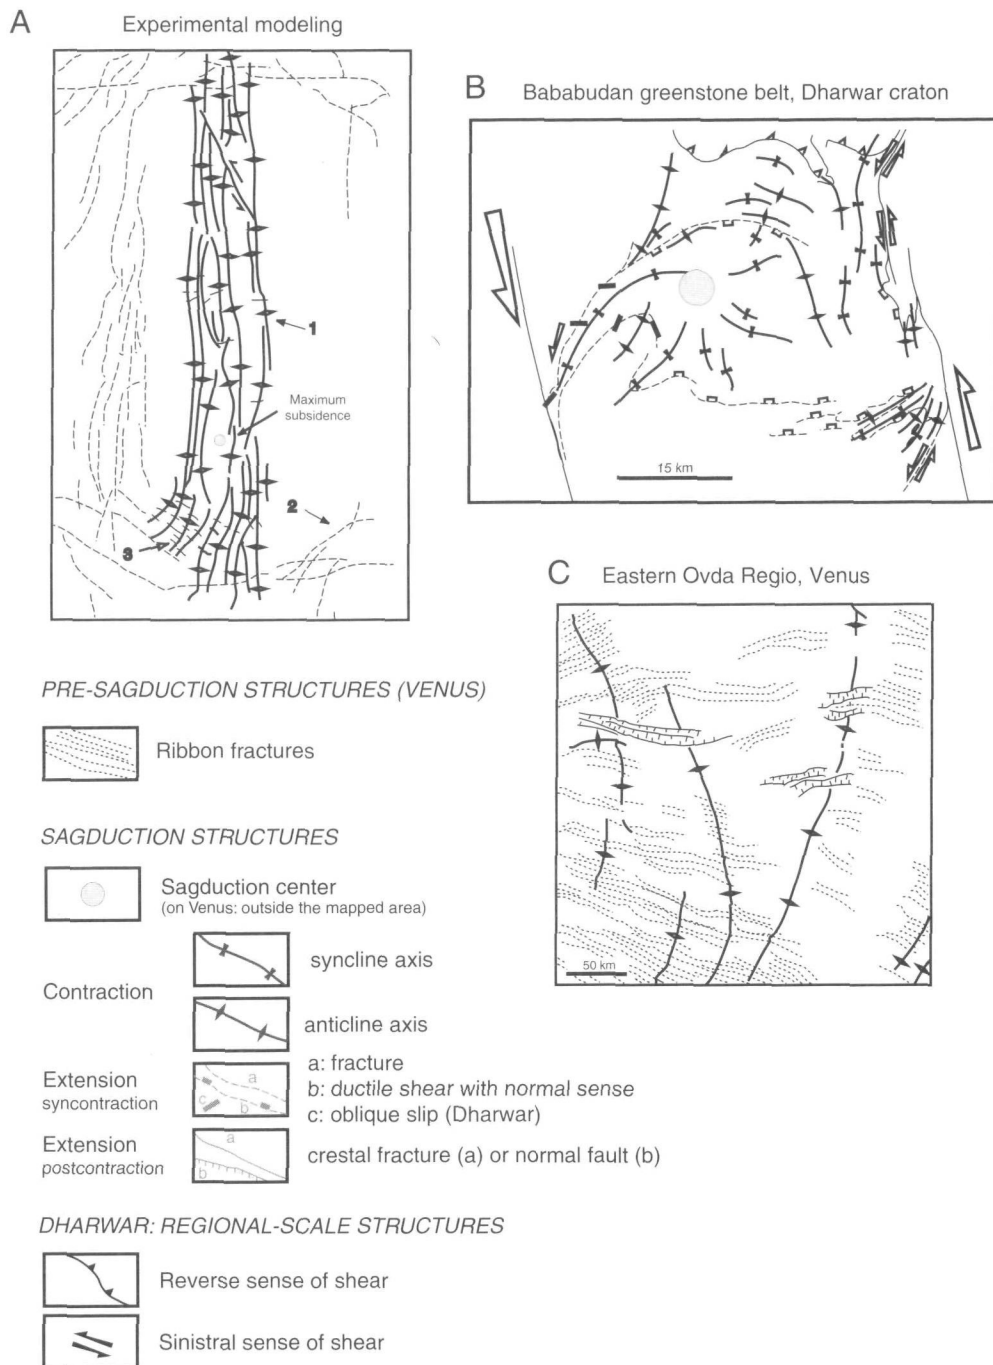 A
Experimental modeling
1
Maximum
subsidence
2
3
B
Bababudan greenstone belt, Dharwar craton
15 km
C
Eastern Ovda Regio, Venus
50 km
PRE-SAGDUCTION STRUCTURES (VENUS)
Ribbon fractures
SAGDUCTION STRUCTURES
Sagduction center
(on Venus: outside the mapped area)
Contraction
syncline axis
anticline axis
Extension
syncontraction
a
c
b
a: fracture
b: ductile shear with normal sense
c: oblique slip (Dharwar)
Extension
postcontraction
a
b
crestal fracture (a) or normal fault (b)
DHARWAR: REGIONAL-SCALE STRUCTURES
Reverse sense of shear
Sinistral sense of shear